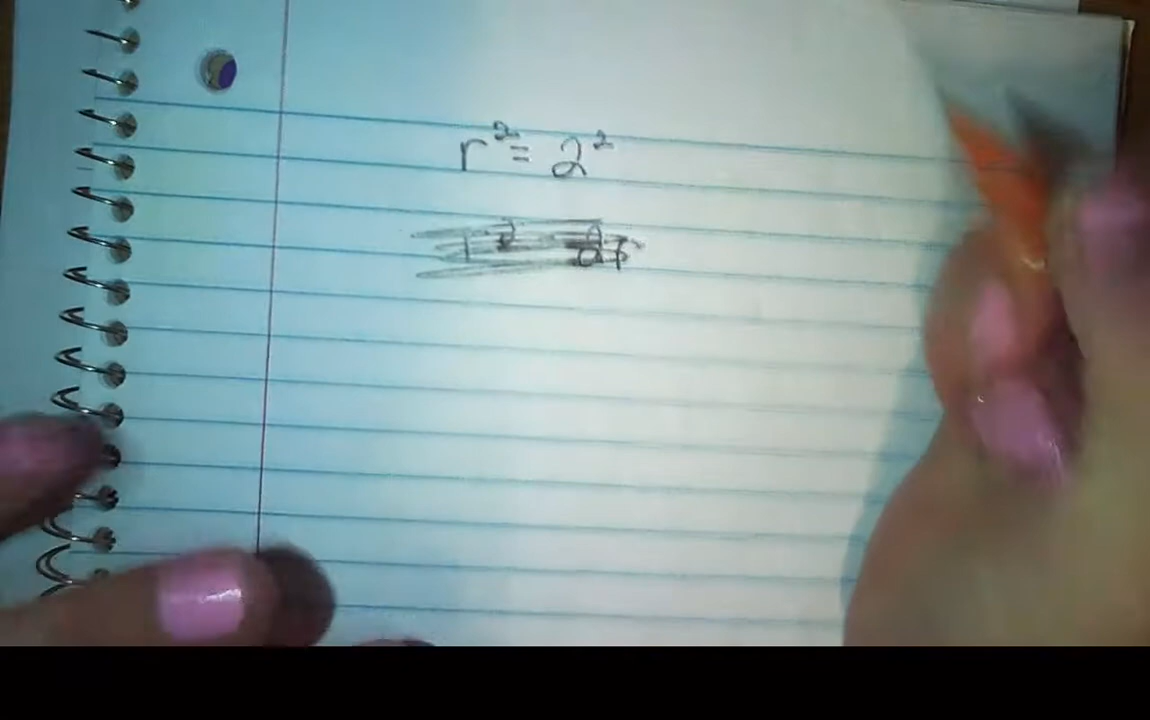 r² = 2²